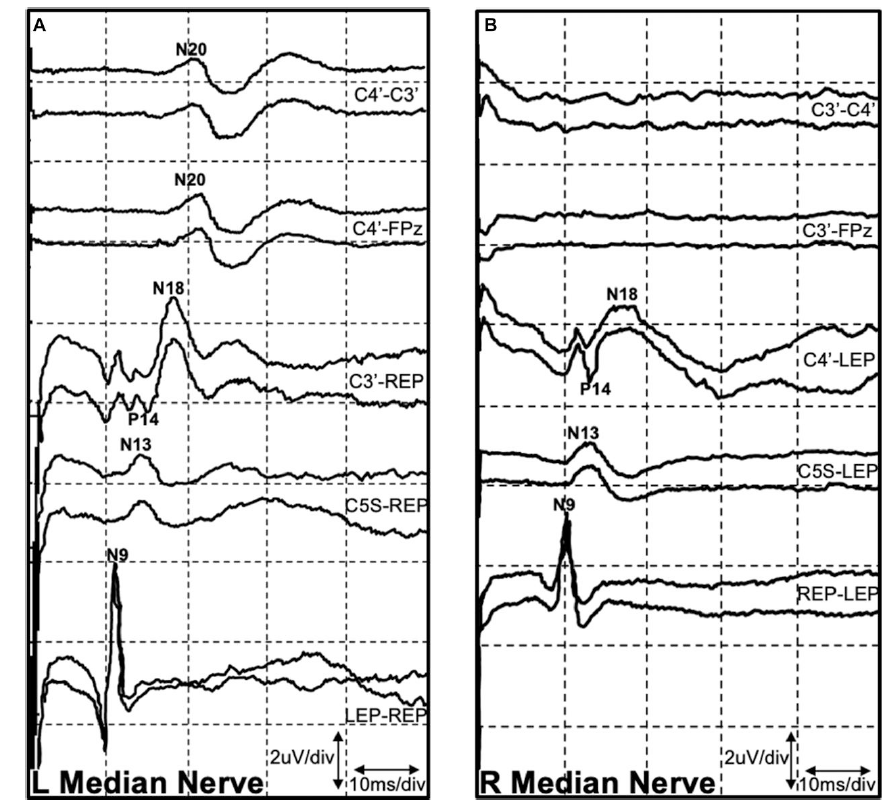 A
N20
C4'-C3'
N20
C4'-FPz
N18
C3'-REP
P14
N13
C5S-REP
N9
LEP-REP
2uV/div
10ms/div
L Median Nerve
B
C3'-C4'
C3'-FPz
N18
C4'-LEP
P14
N13
C5S-LEP
N9
REP-LEP
2uV/div
10ms/div
R Median Nerve